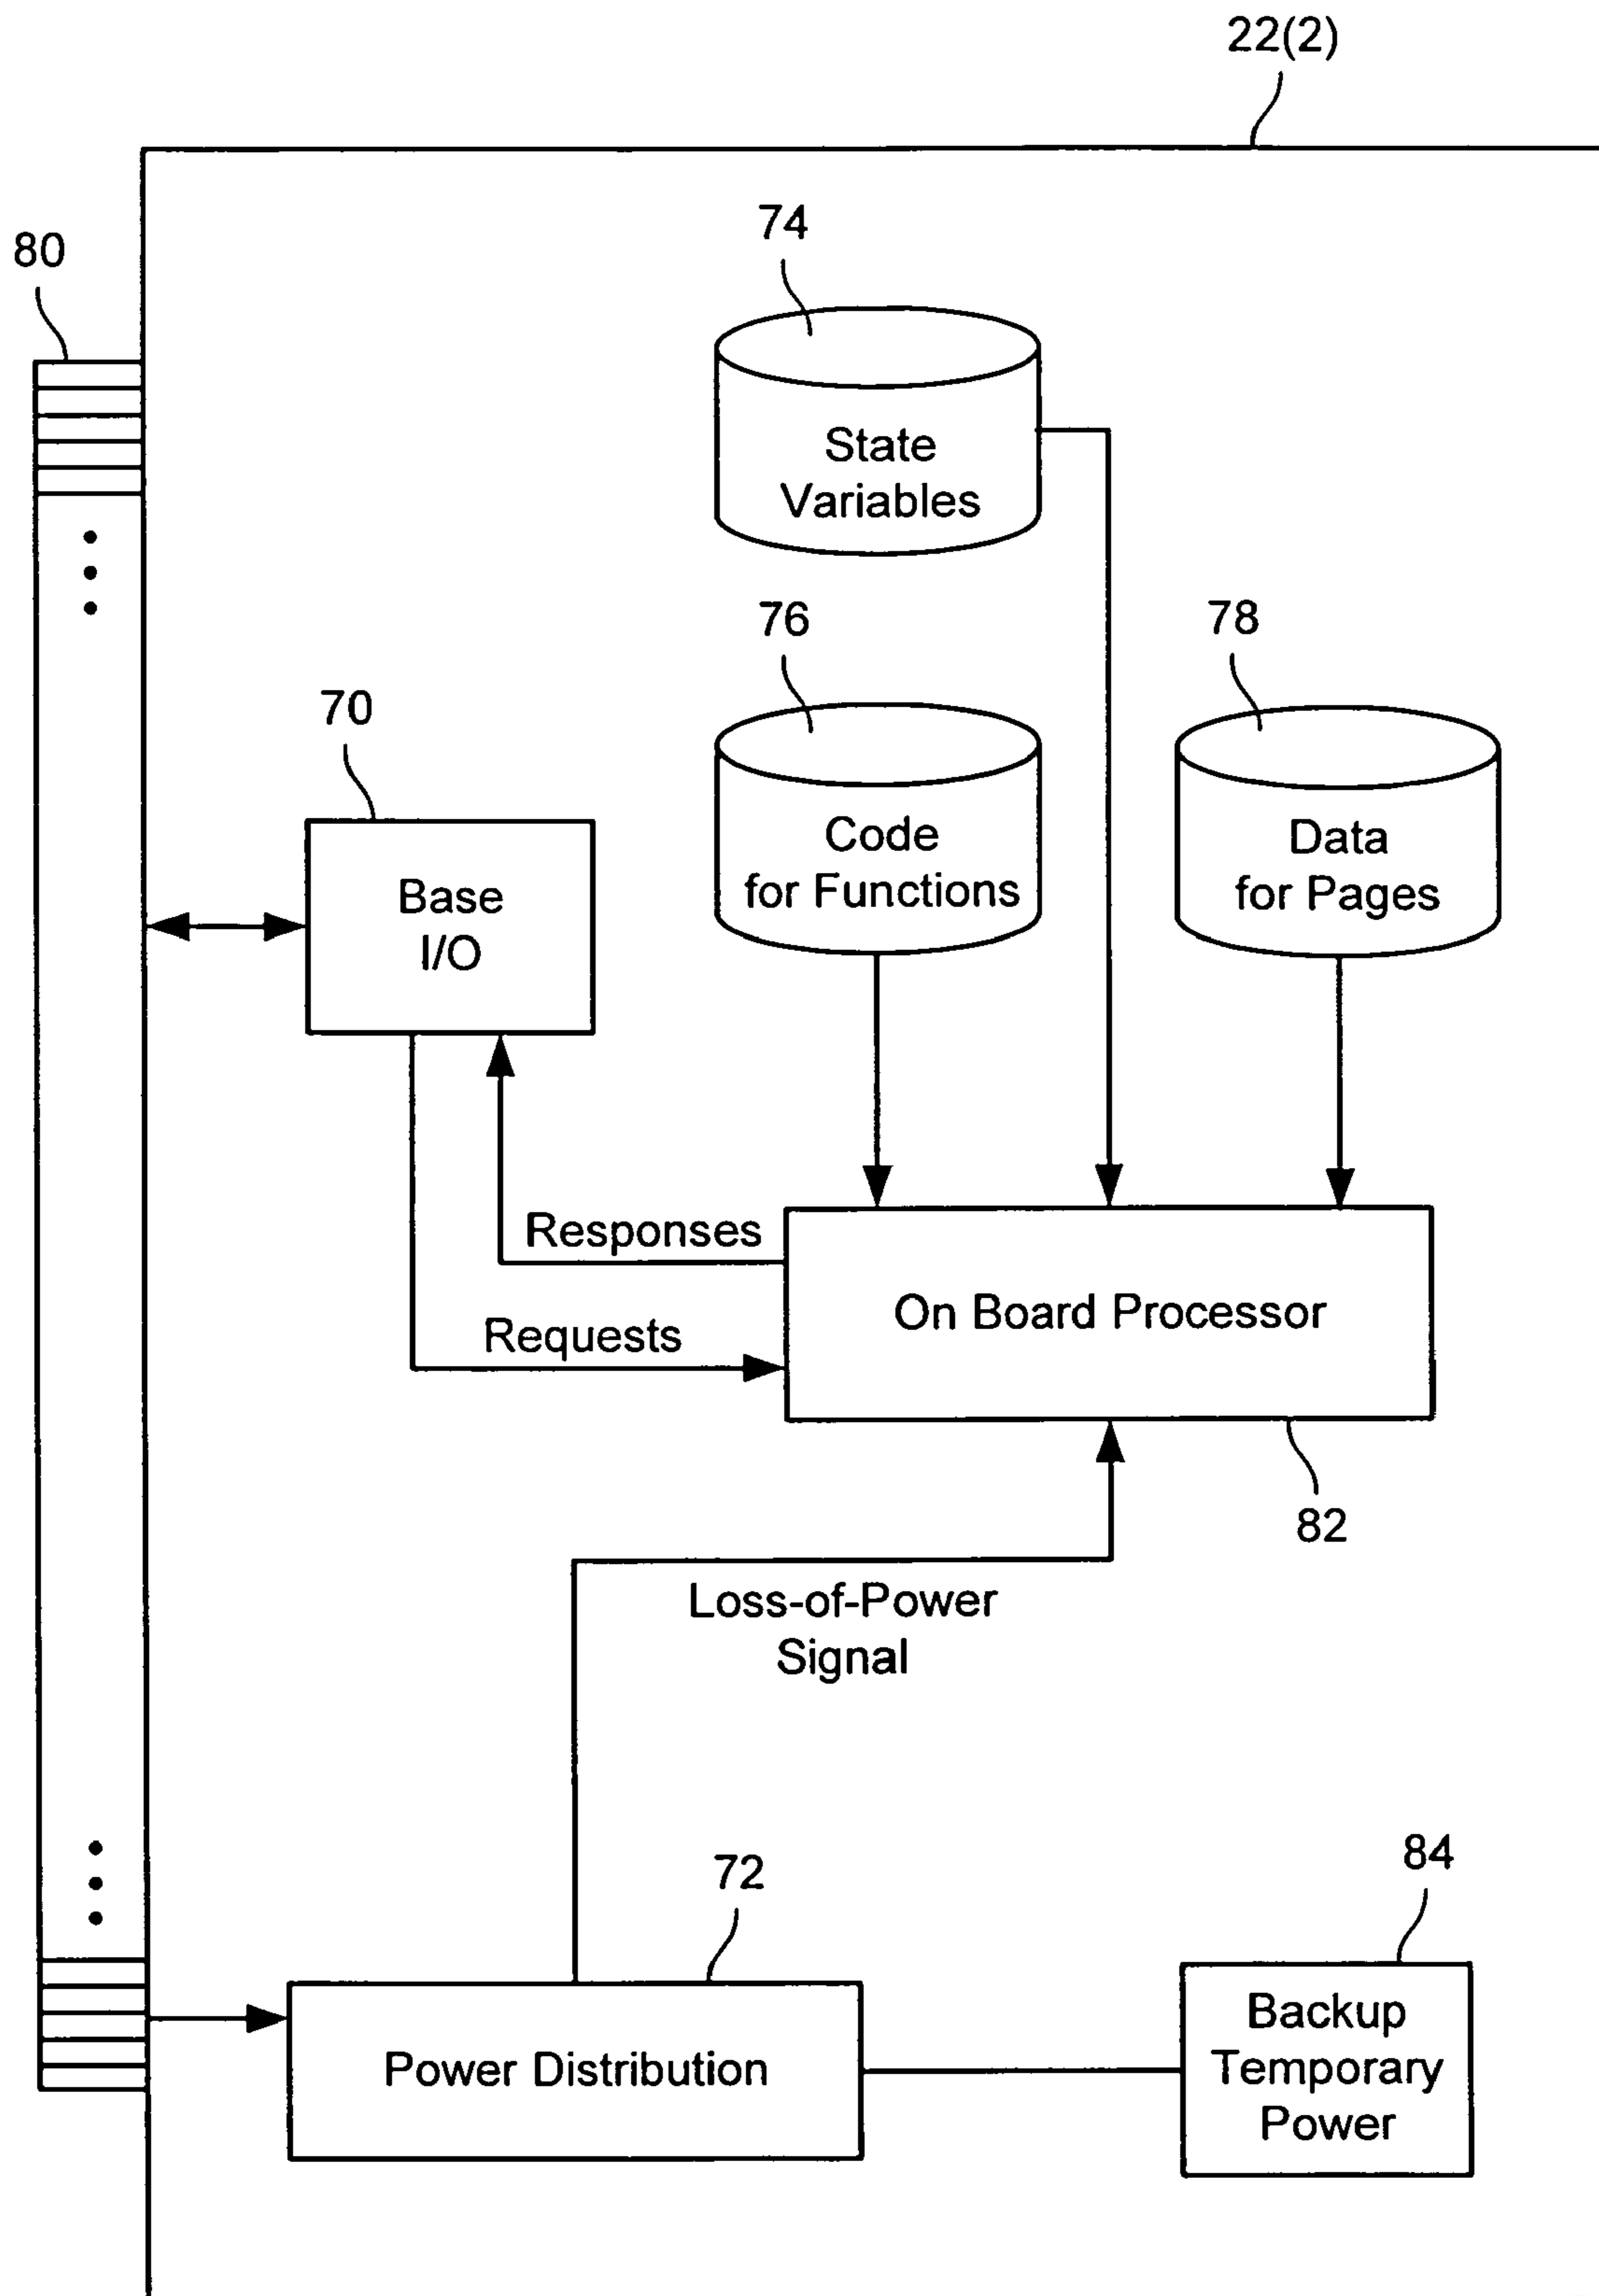 22(2)
80
74
State
Variables
76
78
70
Code
for Functions
Data
for Pages
Base
I/O
Responses
Requests
On Board Processor
82
Loss-of-Power
Signal
72
84
Power Distribution
Backup
Temporary
Power